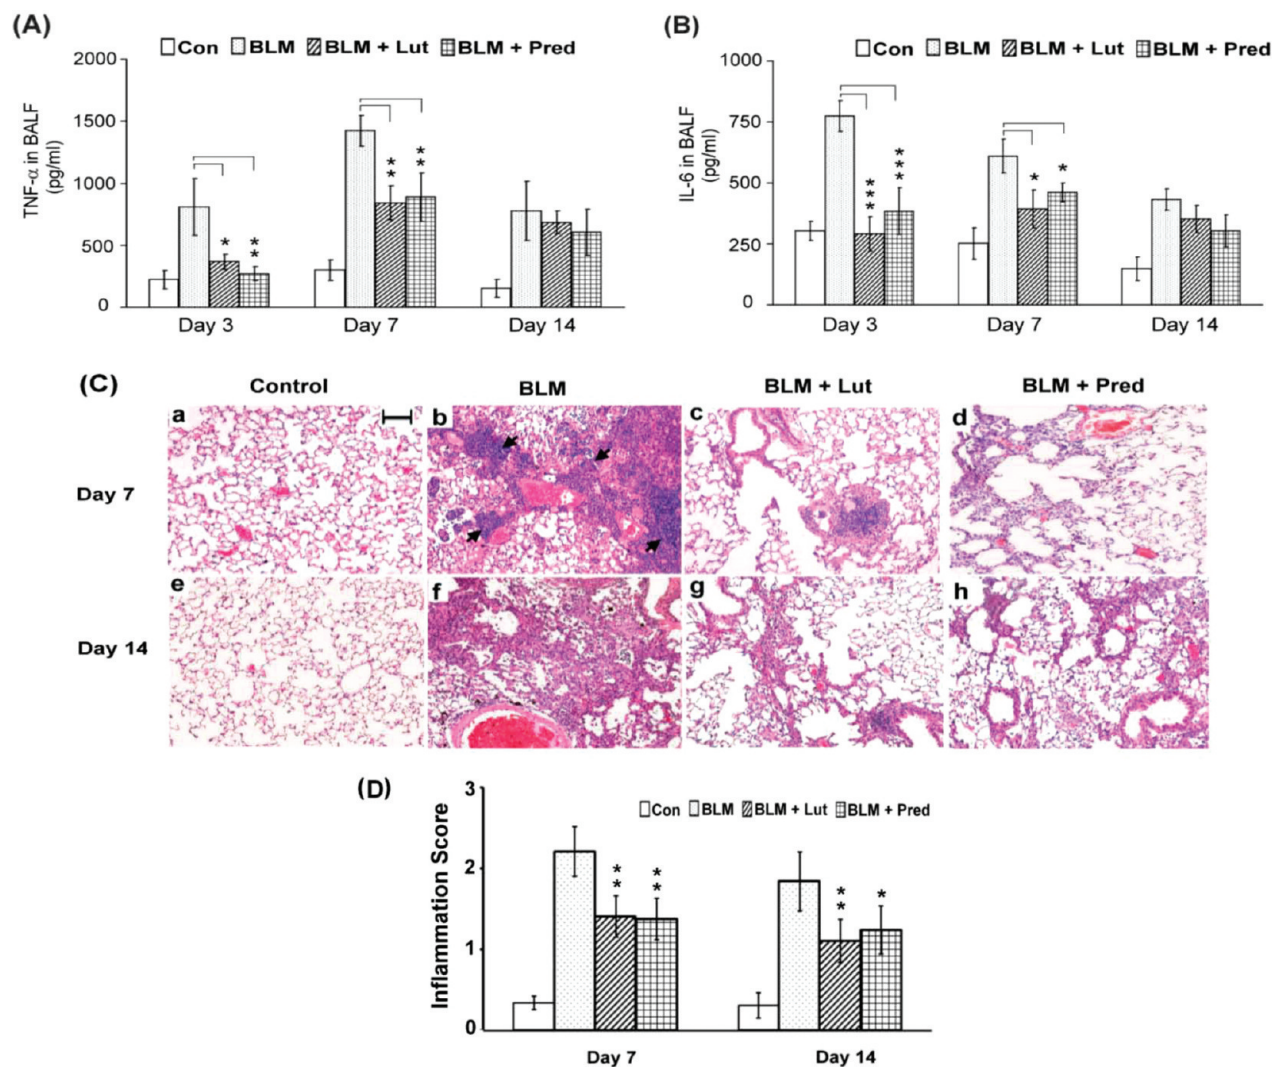 (A)
Con BLM BLM + Lut BLM + Pred
TNF-α in BALF
(pg/ml)
2000
1500
1000
500
0
* ** ** **
Day 3 Day 7 Day 14
(B)
Con BLM BLM + Lut BLM + Pred
IL-6 in BALF
(pg/ml)
1000
750
500
250
0
*** *** * *
Day 3 Day 7 Day 14
(C)
Control BLM BLM + Lut BLM + Pred
Day 7
a b c d
Day 14
e f g h
(D)
Con BLM BLM + Lut BLM + Pred
Inflammation Score
3
2
1
0
** ** ** *
Day 7 Day 14